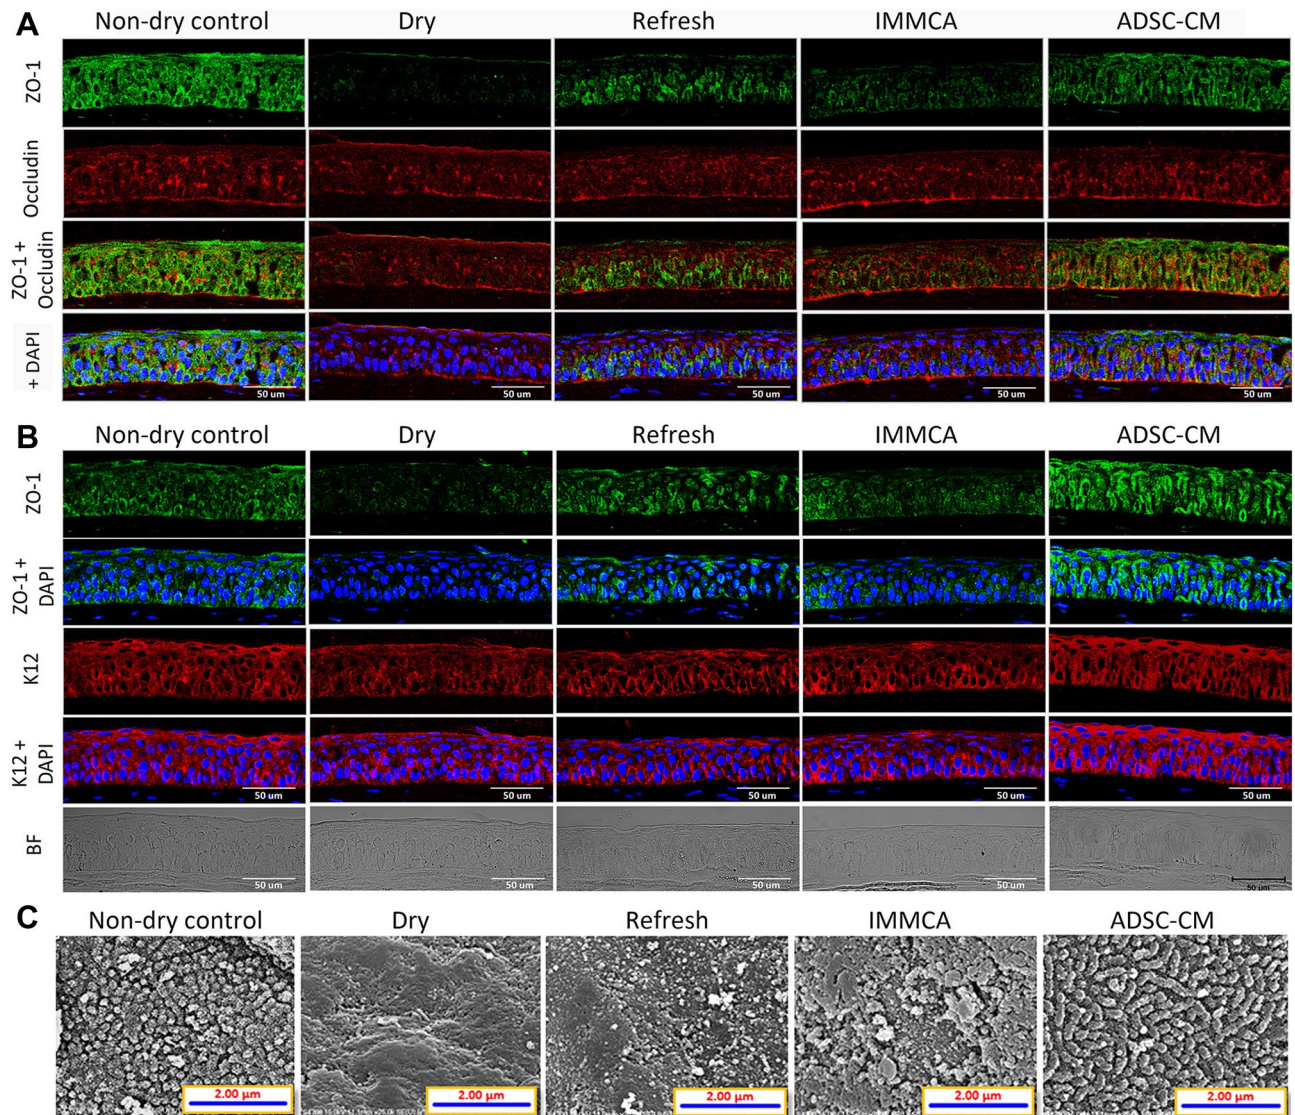 A
Non-dry control Dry Refresh IMMCA ADSC-CM
ZO-1
Occludin
ZO-1 +
Occludin
+ DAPI
50 um 50 um 50 um 50 um 50 um
B
Non-dry control Dry Refresh IMMCA ADSC-CM
ZO-1
ZO-1 +
DAPI
K12
K12 +
DAPI
50 um 50 um 50 um 50 um 50 um
BF
50 um 50 um 50 um 50 um 50 um
C
Non-dry control Dry Refresh IMMCA ADSC-CM
2.00 µm 2.00 µm 2.00 µm 2.00 µm 2.00 µm